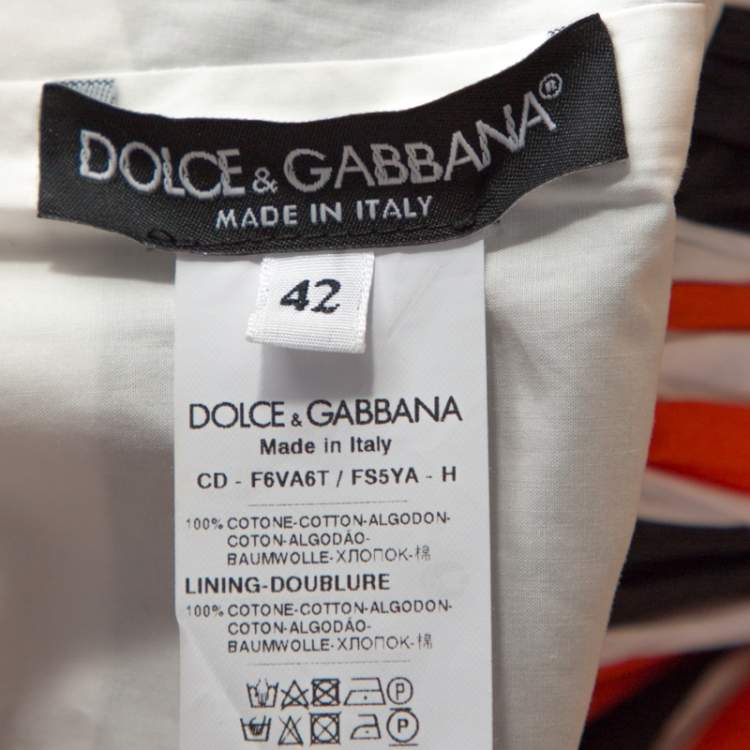 DOLCE & GABBANA®
MADE IN ITALY
42
DOLCE & GABBANA
Made in Italy
CD - F6VA6T / FS5YA - H
100% COTONE-COTTON-ALGODON-
COTON-ALGODÃO-
BAUMWOLLE-ХЛОПОК-棉
LINING-DOUBLURE
100% COTONE-COTTON-ALGODON-
COTON-ALGODÃO-
BAUMWOLLE-ХЛОПОК-棉
P
P